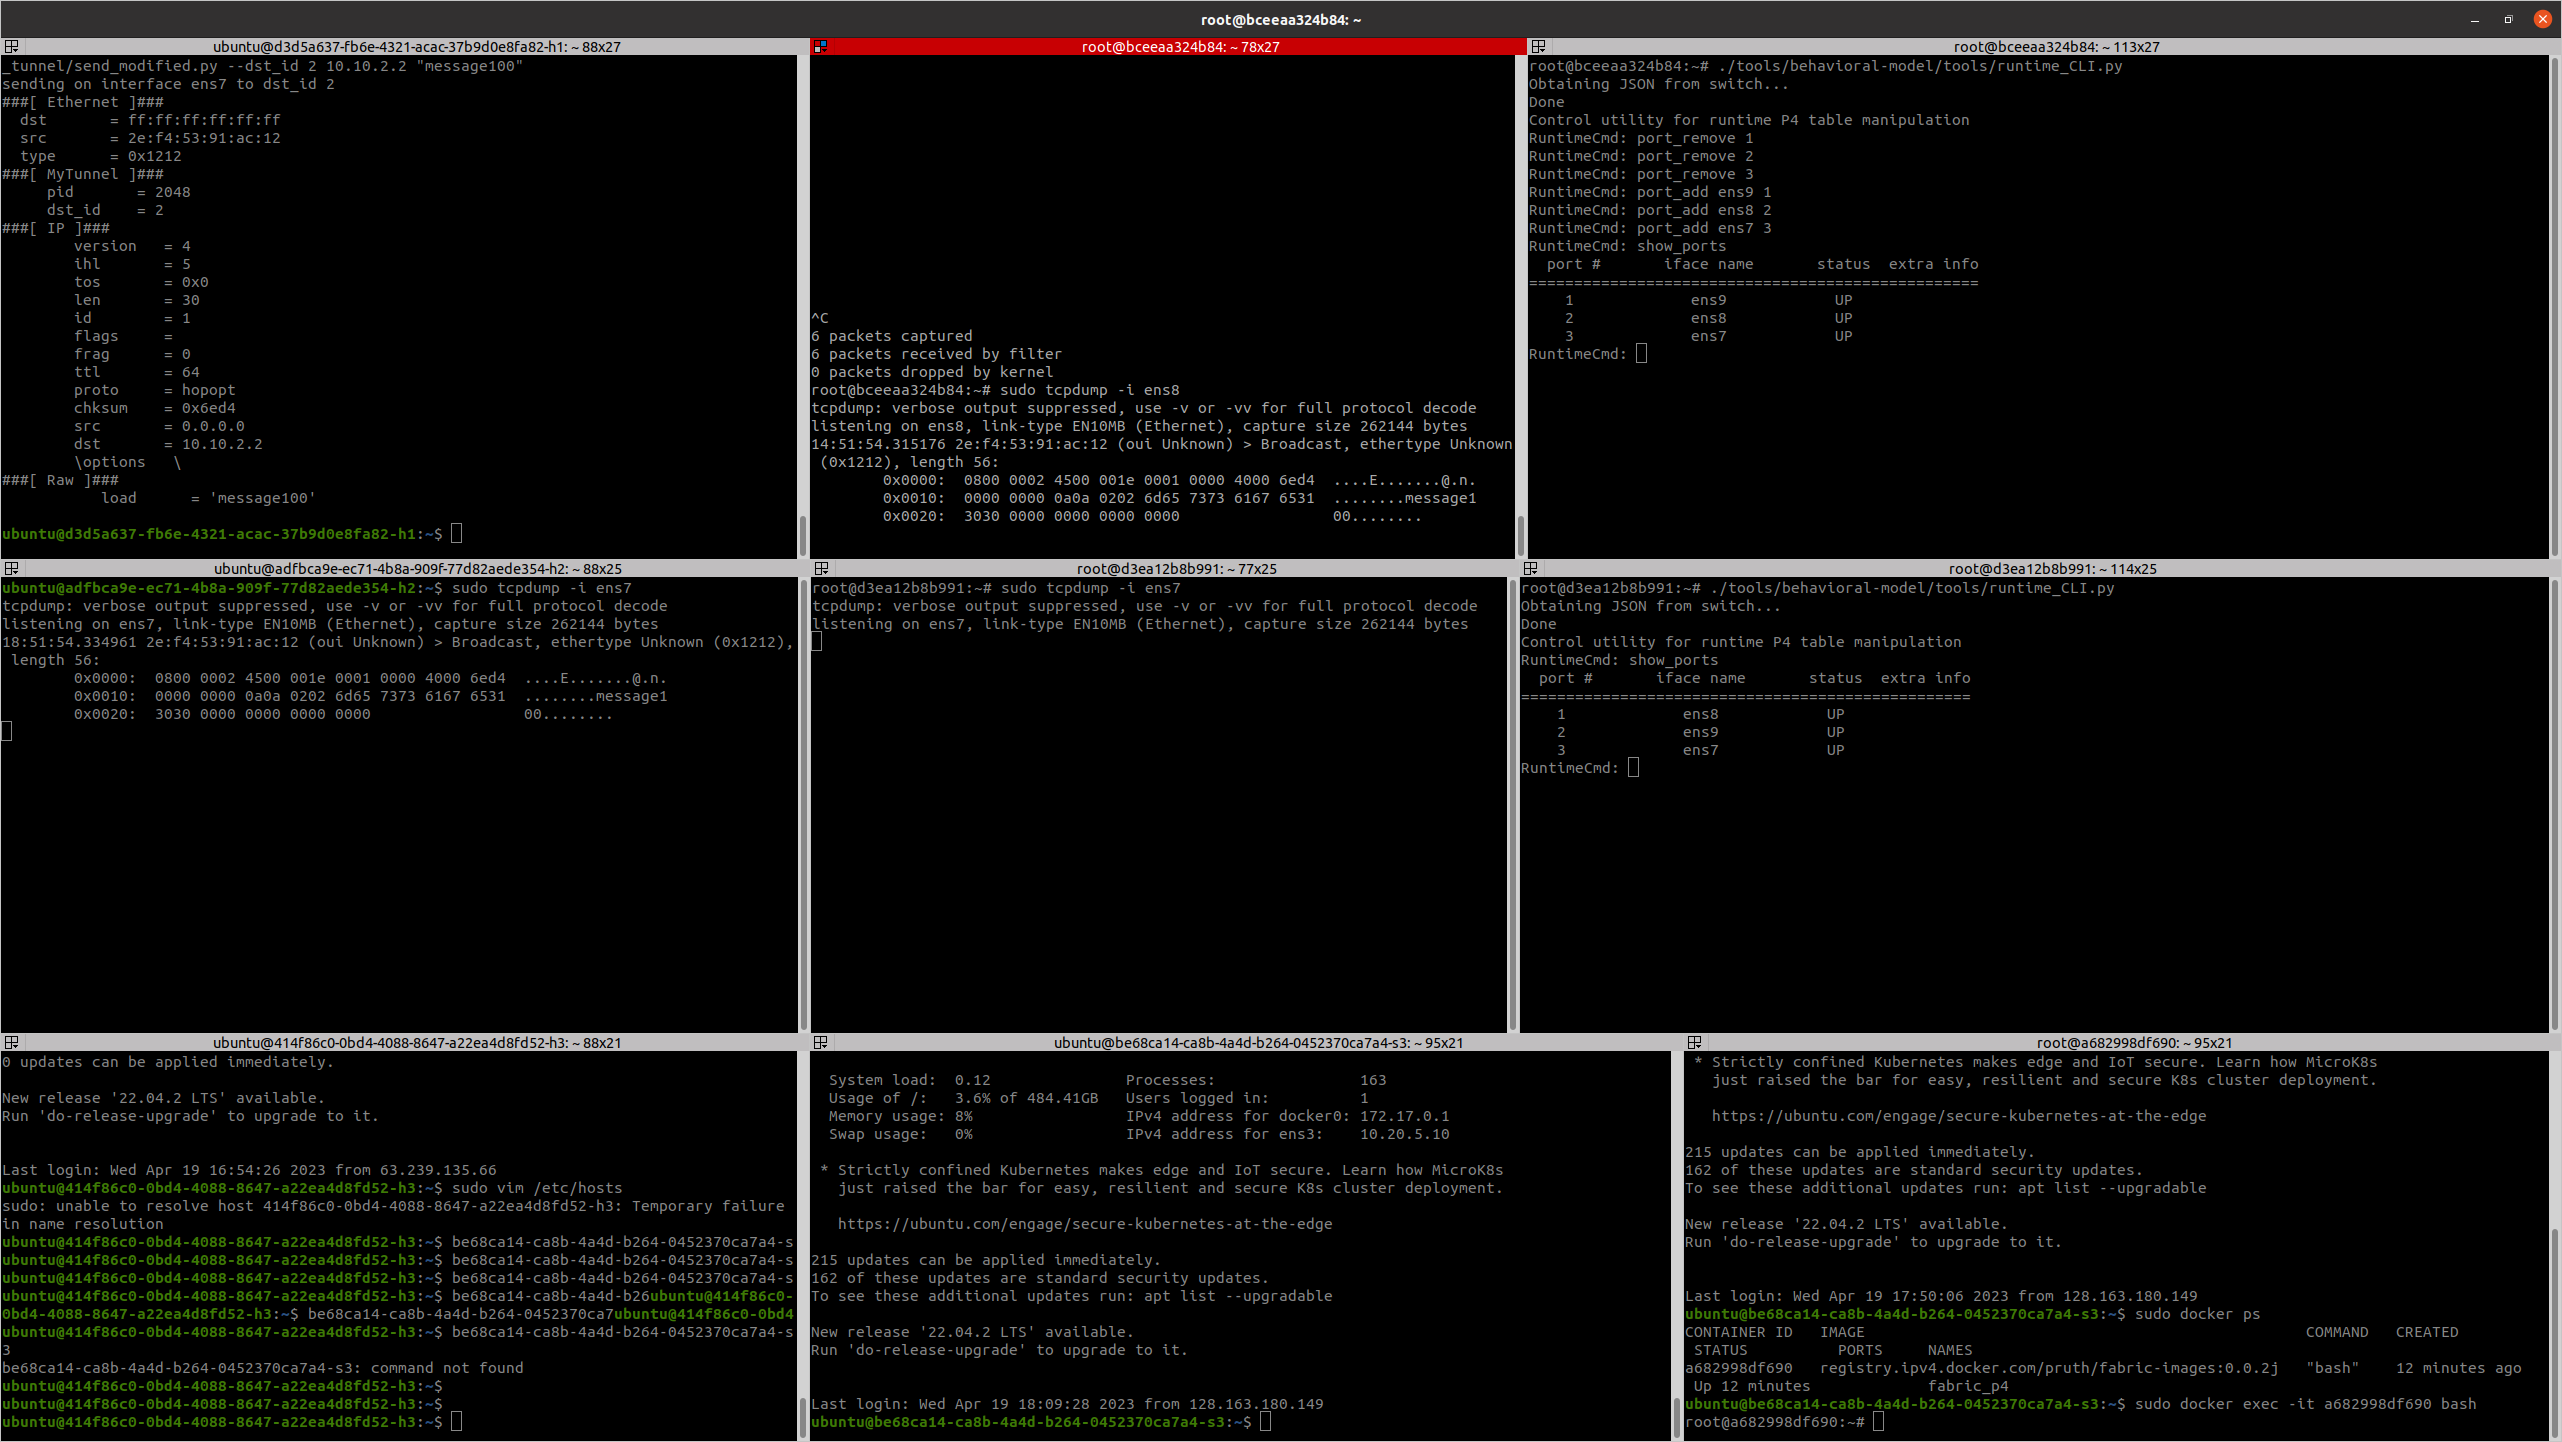 root@bceeaa324b84: ~
ubuntu@d3d5a637-fb6e-4321-acac-37b9d0e8fa82-h1: ~ 88x27
_tunnel/send_modified.py --dst_id 2 10.10.2.2 "message100"
sending on interface ens7 to dst_id 2
###[ Ethernet ]###
  dst       = ff:ff:ff:ff:ff:ff
  src       = 2e:f4:53:91:ac:12
  type      = 0x1212
###[ MyTunnel ]###
     pid       = 2048
     dst_id    = 2
###[ IP ]###
        version   = 4
        ihl       = 5
        tos       = 0x0
        len       = 30
        id        = 1
        flags     =
        frag      = 0
        ttl       = 64
        proto     = hopopt
        chksum    = 0x6ed4
        src       = 0.0.0.0
        dst       = 10.10.2.2
        \options   \
###[ Raw ]###
           load      = 'message100'
ubuntu@d3d5a637-fb6e-4321-acac-37b9d0e8fa82-h1:~$
root@bceeaa324b84: ~ 78x27
^C
6 packets captured
6 packets received by filter
0 packets dropped by kernel
root@bceeaa324b84:~# sudo tcpdump -i ens8
tcpdump: verbose output suppressed, use -v or -vv for full protocol decode
listening on ens8, link-type EN10MB (Ethernet), capture size 262144 bytes
14:51:54.315176 2e:f4:53:91:ac:12 (oui Unknown) > Broadcast, ethertype Unknown
 (0x1212), length 56:
        0x0000:  0800 0002 4500 001e 0001 0000 4000 6ed4  ....E.......@.n.
        0x0010:  0000 0000 0a0a 0202 6d65 7373 6167 6531  ........message1
        0x0020:  3030 0000 0000 0000 0000                 00........
root@bceeaa324b84: ~ 113x27
root@bceeaa324b84:~# ./tools/behavioral-model/tools/runtime_CLI.py
Obtaining JSON from switch...
Done
Control utility for runtime P4 table manipulation
RuntimeCmd: port_remove 1
RuntimeCmd: port_remove 2
RuntimeCmd: port_remove 3
RuntimeCmd: port_add ens9 1
RuntimeCmd: port_add ens8 2
RuntimeCmd: port_add ens7 3
RuntimeCmd: show_ports
  port #       iface name       status  extra info
==================================================
    1             ens9            UP
    2             ens8            UP
    3             ens7            UP
RuntimeCmd:
ubuntu@adfbca9e-ec71-4b8a-909f-77d82aede354-h2: ~ 88x25
ubuntu@adfbca9e-ec71-4b8a-909f-77d82aede354-h2:~$ sudo tcpdump -i ens7
tcpdump: verbose output suppressed, use -v or -vv for full protocol decode
listening on ens7, link-type EN10MB (Ethernet), capture size 262144 bytes
18:51:54.334961 2e:f4:53:91:ac:12 (oui Unknown) > Broadcast, ethertype Unknown (0x1212),
 length 56:
        0x0000:  0800 0002 4500 001e 0001 0000 4000 6ed4  ....E.......@.n.
        0x0010:  0000 0000 0a0a 0202 6d65 7373 6167 6531  ........message1
        0x0020:  3030 0000 0000 0000 0000                 00........
root@d3ea12b8b991: ~ 77x25
root@d3ea12b8b991:~# sudo tcpdump -i ens7
tcpdump: verbose output suppressed, use -v or -vv for full protocol decode
listening on ens7, link-type EN10MB (Ethernet), capture size 262144 bytes
root@d3ea12b8b991: ~ 114x25
root@d3ea12b8b991:~# ./tools/behavioral-model/tools/runtime_CLI.py
Obtaining JSON from switch...
Done
Control utility for runtime P4 table manipulation
RuntimeCmd: show_ports
  port #       iface name       status  extra info
==================================================
    1             ens8            UP
    2             ens9            UP
    3             ens7            UP
RuntimeCmd:
ubuntu@414f86c0-0bd4-4088-8647-a22ea4d8fd52-h3: ~ 88x21
0 updates can be applied immediately.
New release '22.04.2 LTS' available.
Run 'do-release-upgrade' to upgrade to it.
Last login: Wed Apr 19 16:54:26 2023 from 63.239.135.66
ubuntu@414f86c0-0bd4-4088-8647-a22ea4d8fd52-h3:~$ sudo vim /etc/hosts
sudo: unable to resolve host 414f86c0-0bd4-4088-8647-a22ea4d8fd52-h3: Temporary failure
in name resolution
ubuntu@414f86c0-0bd4-4088-8647-a22ea4d8fd52-h3:~$ be68ca14-ca8b-4a4d-b264-0452370ca7a4-s
ubuntu@414f86c0-0bd4-4088-8647-a22ea4d8fd52-h3:~$ be68ca14-ca8b-4a4d-b264-0452370ca7a4-s
ubuntu@414f86c0-0bd4-4088-8647-a22ea4d8fd52-h3:~$ be68ca14-ca8b-4a4d-b264-0452370ca7a4-s
ubuntu@414f86c0-0bd4-4088-8647-a22ea4d8fd52-h3:~$ be68ca14-ca8b-4a4d-b26ubuntu@414f86c0-
0bd4-4088-8647-a22ea4d8fd52-h3:~$ be68ca14-ca8b-4a4d-b264-0452370ca7ubuntu@414f86c0-0bd4
ubuntu@414f86c0-0bd4-4088-8647-a22ea4d8fd52-h3:~$ be68ca14-ca8b-4a4d-b264-0452370ca7a4-s
3
be68ca14-ca8b-4a4d-b264-0452370ca7a4-s3: command not found
ubuntu@414f86c0-0bd4-4088-8647-a22ea4d8fd52-h3:~$
ubuntu@414f86c0-0bd4-4088-8647-a22ea4d8fd52-h3:~$
ubuntu@414f86c0-0bd4-4088-8647-a22ea4d8fd52-h3:~$
ubuntu@be68ca14-ca8b-4a4d-b264-0452370ca7a4-s3: ~ 95x21
  System load:  0.12               Processes:                163
  Usage of /:   3.6% of 484.41GB   Users logged in:          1
  Memory usage: 8%                 IPv4 address for docker0: 172.17.0.1
  Swap usage:   0%                 IPv4 address for ens3:    10.20.5.10
 * Strictly confined Kubernetes makes edge and IoT secure. Learn how MicroK8s
   just raised the bar for easy, resilient and secure K8s cluster deployment.
   https://ubuntu.com/engage/secure-kubernetes-at-the-edge
215 updates can be applied immediately.
162 of these updates are standard security updates.
To see these additional updates run: apt list --upgradable
New release '22.04.2 LTS' available.
Run 'do-release-upgrade' to upgrade to it.
Last login: Wed Apr 19 18:09:28 2023 from 128.163.180.149
ubuntu@be68ca14-ca8b-4a4d-b264-0452370ca7a4-s3:~$
root@a682998df690: ~ 95x21
 * Strictly confined Kubernetes makes edge and IoT secure. Learn how MicroK8s
   just raised the bar for easy, resilient and secure K8s cluster deployment.
   https://ubuntu.com/engage/secure-kubernetes-at-the-edge
215 updates can be applied immediately.
162 of these updates are standard security updates.
To see these additional updates run: apt list --upgradable
New release '22.04.2 LTS' available.
Run 'do-release-upgrade' to upgrade to it.
Last login: Wed Apr 19 17:50:06 2023 from 128.163.180.149
ubuntu@be68ca14-ca8b-4a4d-b264-0452370ca7a4-s3:~$ sudo docker ps
CONTAINER ID   IMAGE                                                 COMMAND   CREATED
 STATUS          PORTS     NAMES
a682998df690   registry.ipv4.docker.com/pruth/fabric-images:0.0.2j   "bash"    12 minutes ago
 Up 12 minutes             fabric_p4
ubuntu@be68ca14-ca8b-4a4d-b264-0452370ca7a4-s3:~$ sudo docker exec -it a682998df690 bash
root@a682998df690:~#